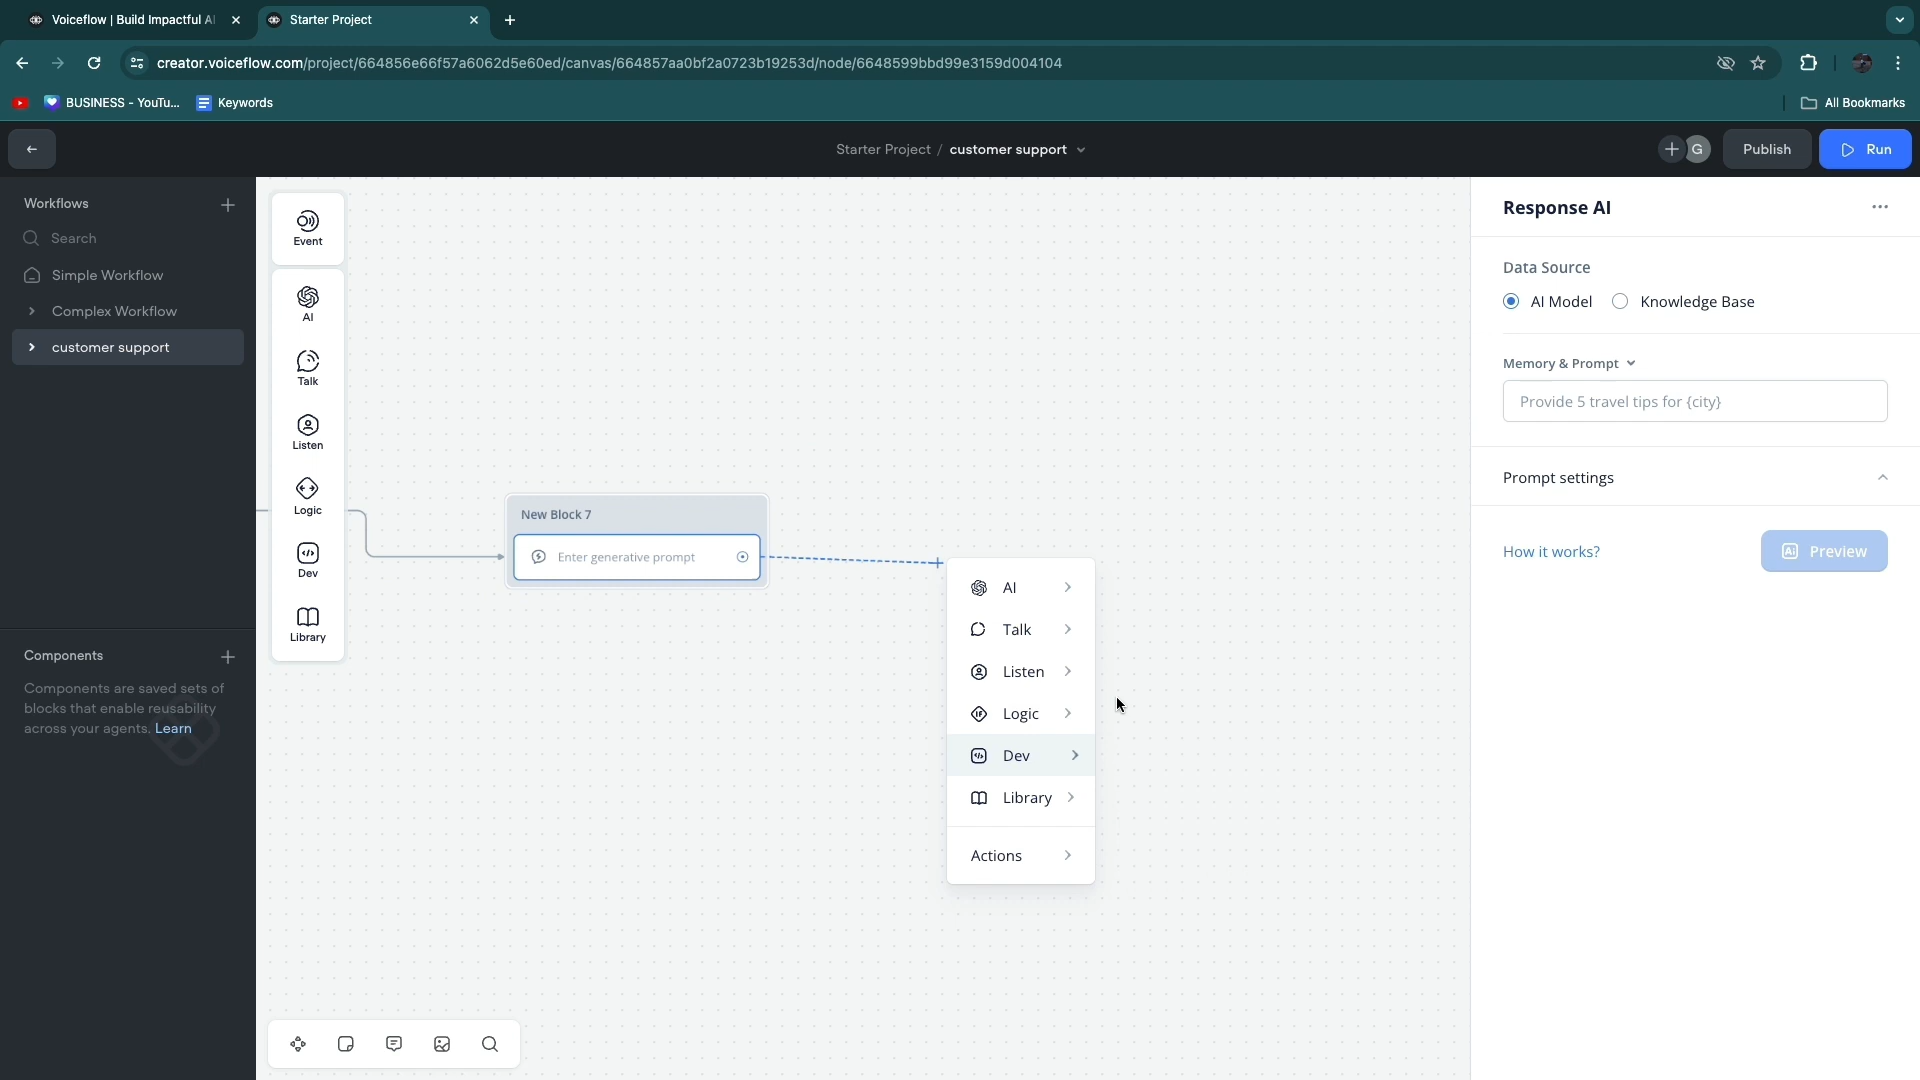 Voiceflow | Build Impactful AI
Starter Project
creator.voiceflow.com/project/664856e66f57a6062d5e60ed/canvas/664857aa0bf2a0723b19253d/node/6648599bbd99e3159d004104
BUSINESS - YouTu...
Keywords
All Bookmarks
Starter Project / customer support
G
Publish
Run
Workflows
Search
Simple Workflow
Complex Workflow
customer support
Components
Components are saved sets of
blocks that enable reusability
across your agents. Learn
Event
AI
Talk
Listen
Logic
Dev
Library
New Block 7
Enter generative prompt
AI
Talk
Listen
Logic
Dev
Library
Actions
Response AI
Data Source
AI Model
Knowledge Base
Memory & Prompt
Provide 5 travel tips for {city}
Prompt settings
How it works?
Ai Preview